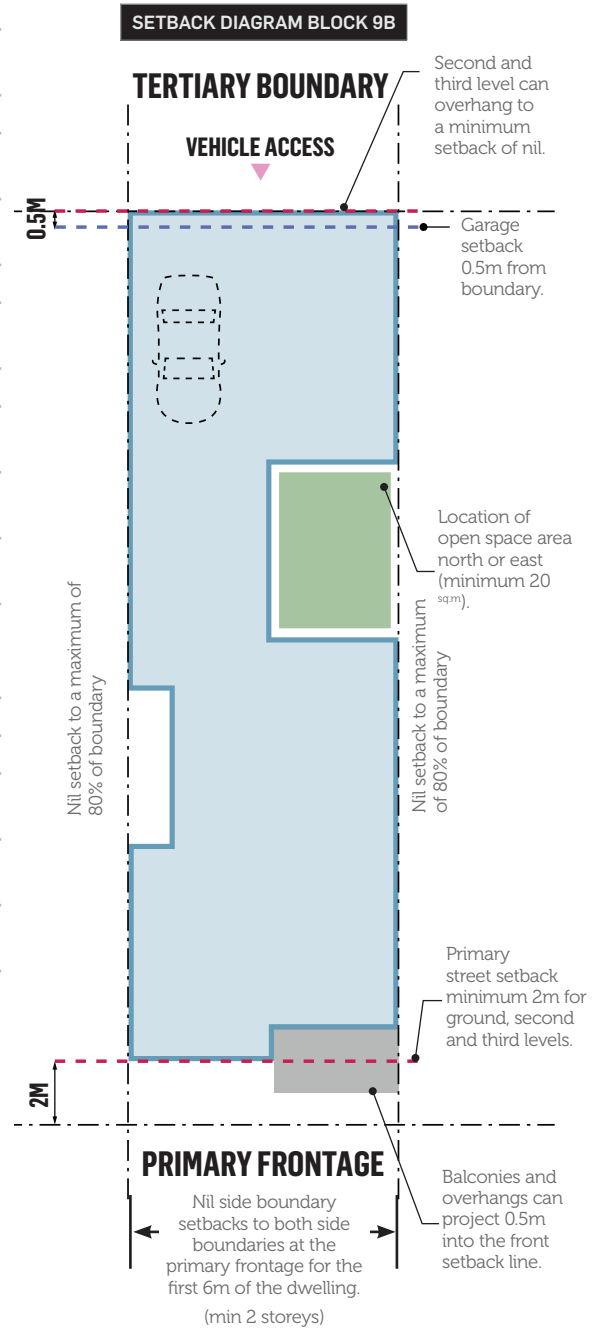 SETBACK DIAGRAM BLOCK 9B
TERTIARY BOUNDARY
VEHICLE ACCESS
Second and
third level can
overhang to
a minimum
setback of nil.
0.5M
Garage
setback
0.5m from
boundary.
Location of
open space area
north or east
(minimum 20
sq.m).
Nil setback to a maximum of
80% of boundary
Nil setback to a maximum
of 80% of boundary
Primary
street setback
minimum 2m for
ground, second
and third levels.
2M
PRIMARY FRONTAGE
Balconies and
overhangs can
project 0.5m
into the front
setback line.
Nil side boundary
setbacks to both side
boundaries at the
primary frontage for the
first 6m of the dwelling.
(min 2 storeys)